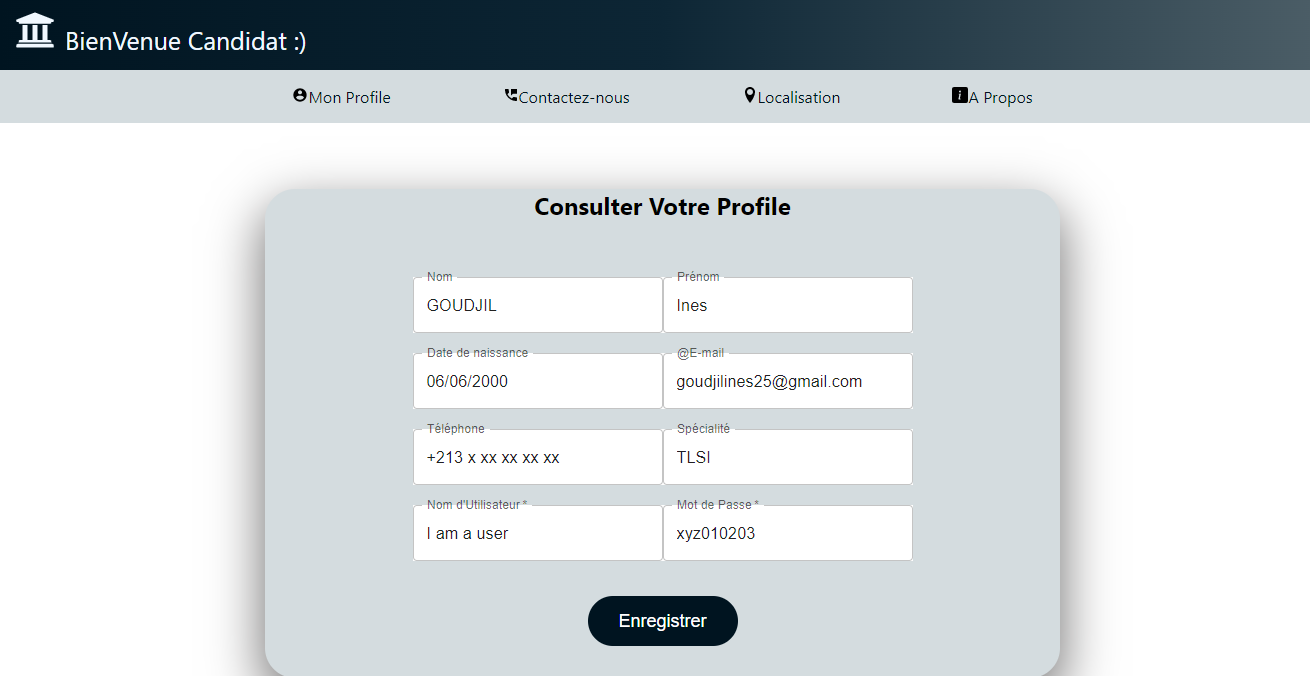 BienVenue Candidat :)
Mon Profile Contactez-nous Localisation A Propos
Consulter Votre Profile
Nom Prénom
GOUDJIL Ines
Date de naissance @E-mail
06/06/2000 goudjilines25@gmail.com
Téléphone Spécialité
+213 x xx xx xx xx TLSI
Nom d'Utilisateur * Mot de Passe *
I am a user xyz010203
Enregistrer